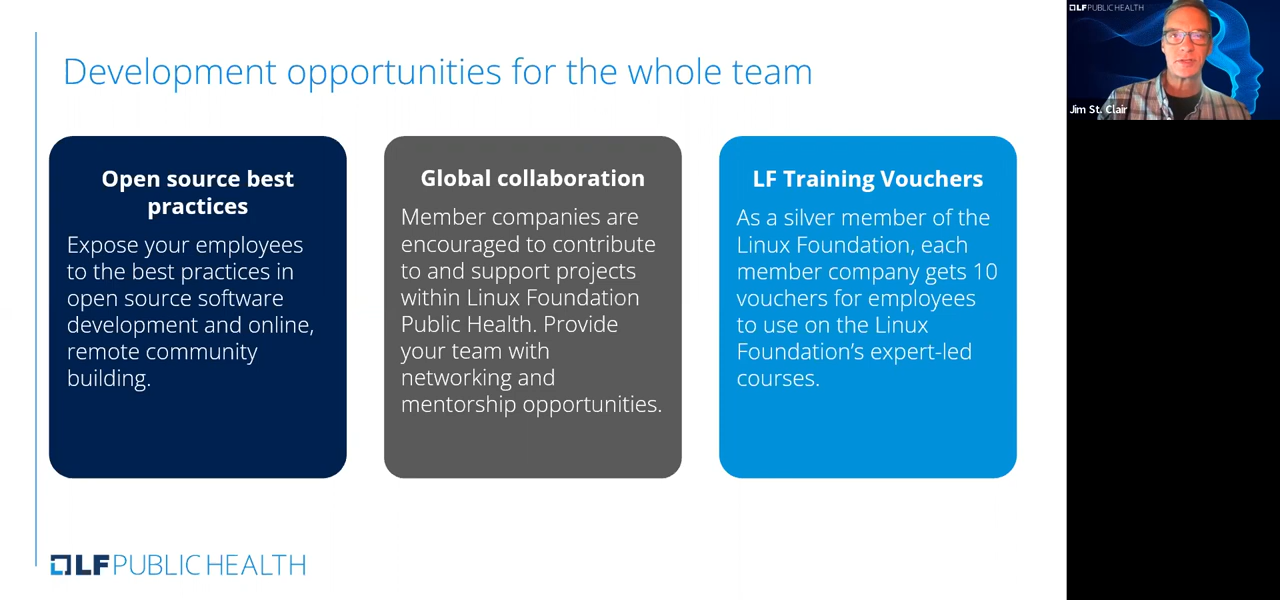 Development opportunities for the whole team
Open source best
practices
Expose your employees
to the best practices in
open source software
development and online,
remote community
building.
Global collaboration
Member companies are
encouraged to contribute
to and support projects
within Linux Foundation
Public Health. Provide
your team with
networking and
mentorship opportunities.
LF Training Vouchers
As a silver member of the
Linux Foundation, each
member company gets 10
vouchers for employees
to use on the Linux
Foundation’s expert-led
courses.
LF PUBLIC HEALTH
LF PUBLIC HEALTH
Jim St. Clair